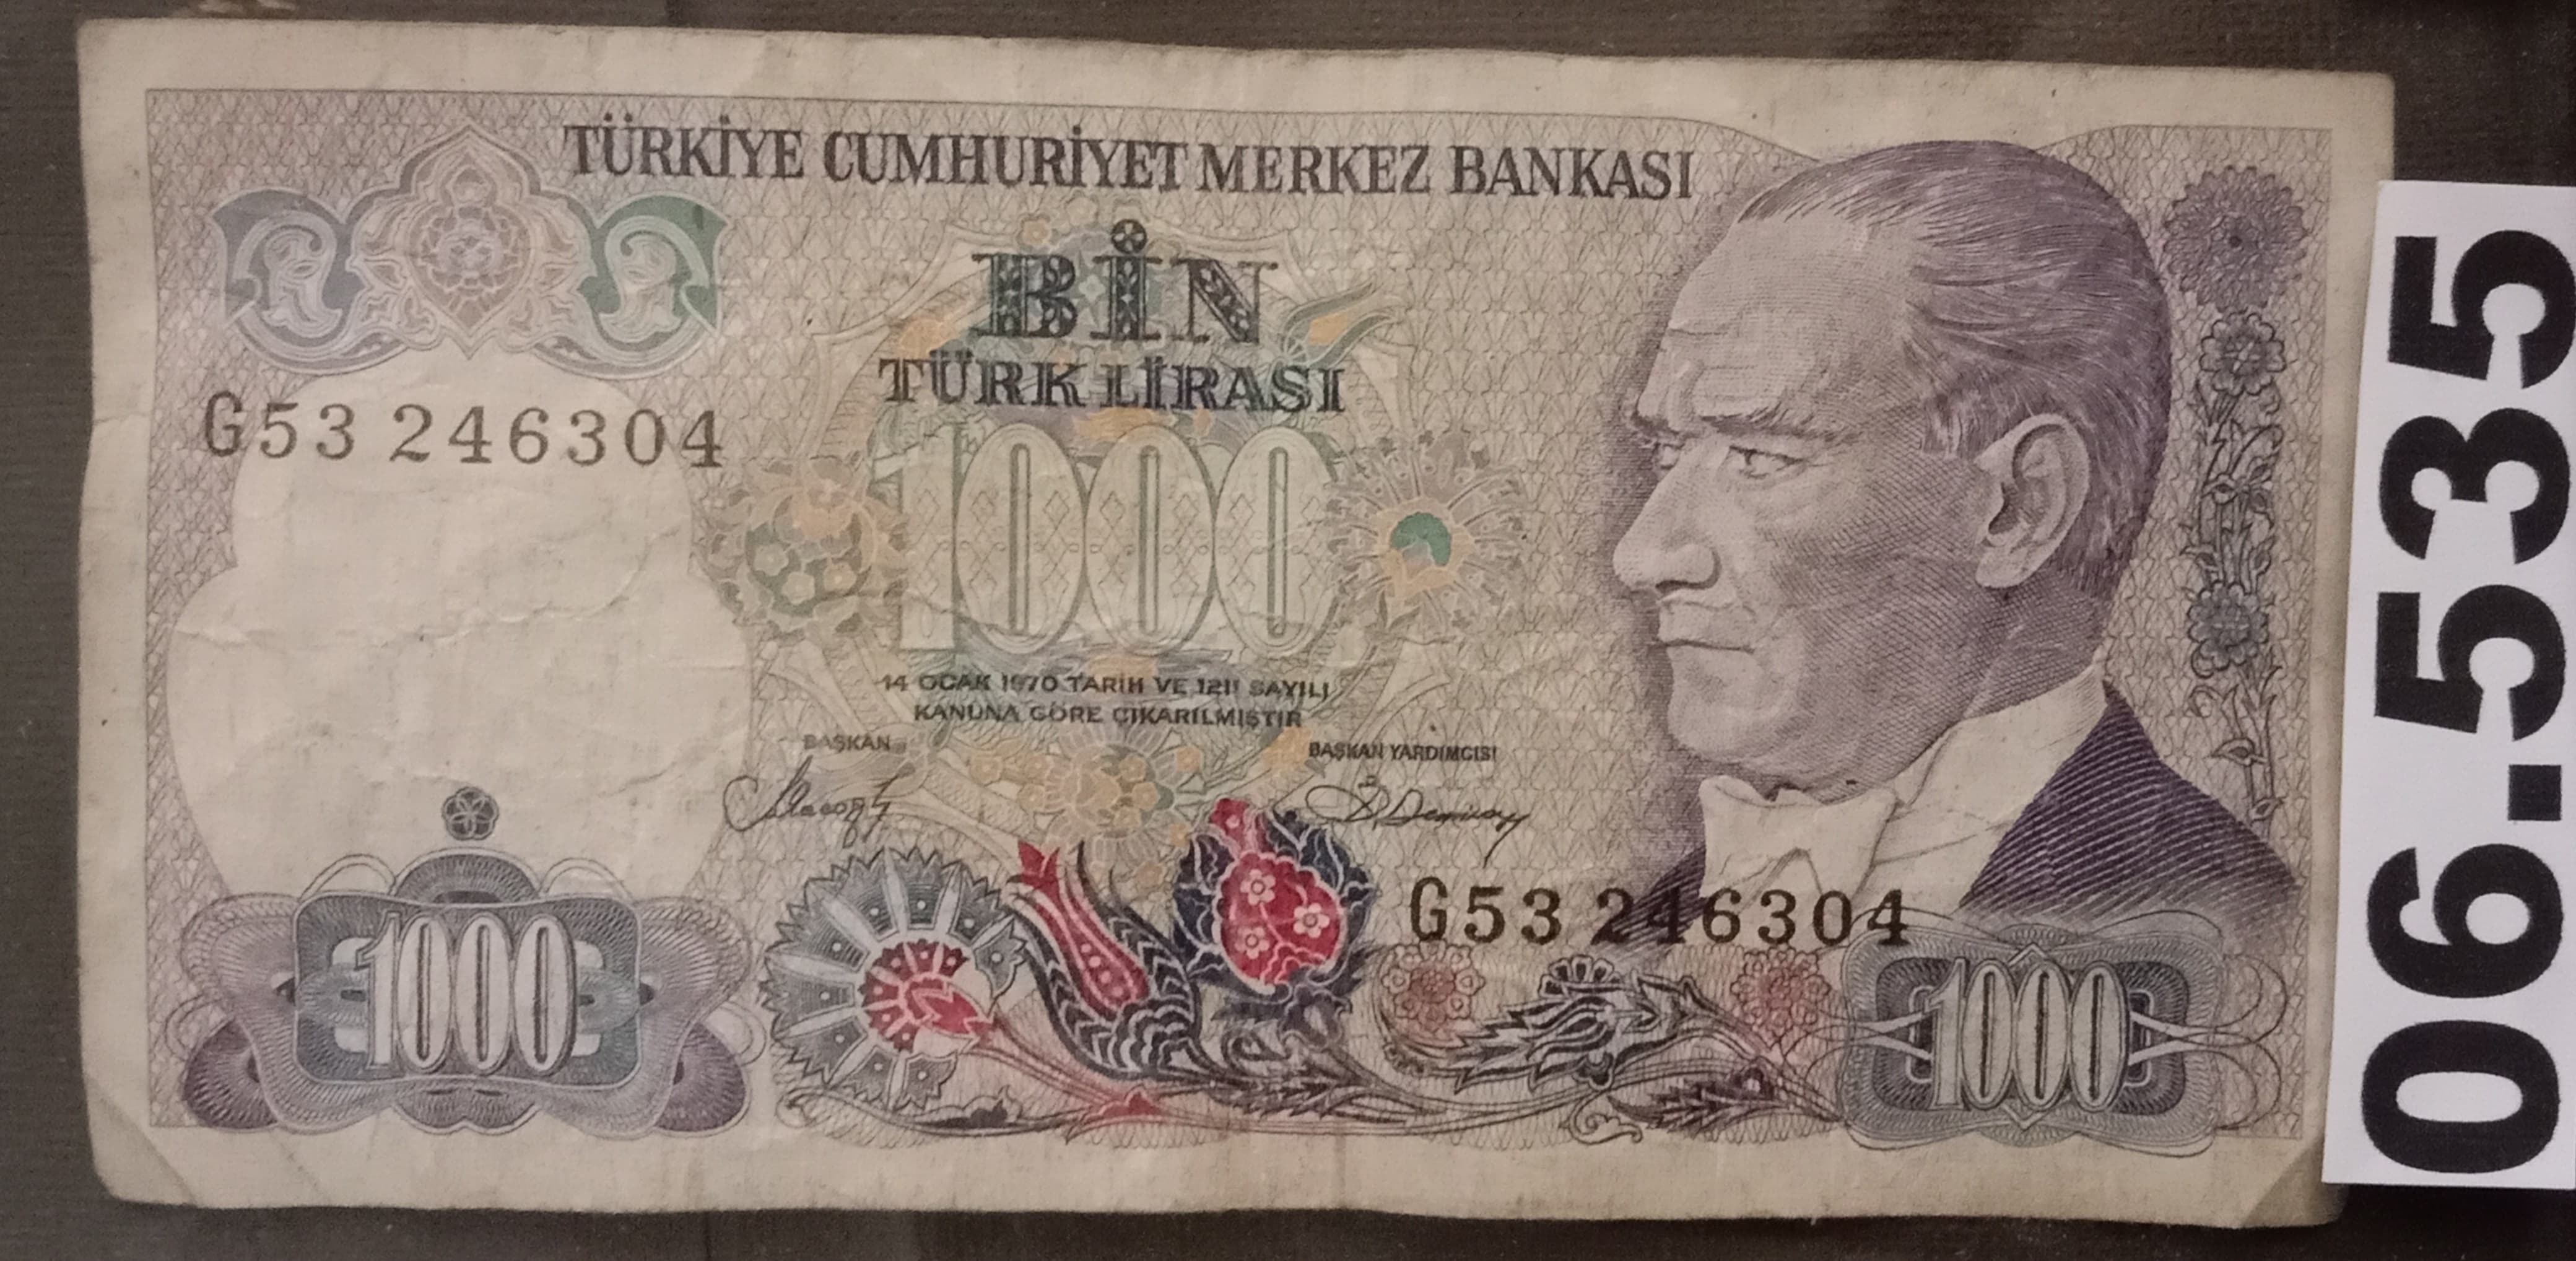 TÜRKİYE CUMHURİYET MERKEZ BANKASI
BİN
TÜRK LİRASI
G53 246304
1000
14 OCAK 1970 TARİH VE 1211 SAYILI
KANUNA GÖRE ÇIKARILMIŞTIR
BAŞKAN
BAŞKAN YARDIMCISI
G53 246304
1000
1000
06.535